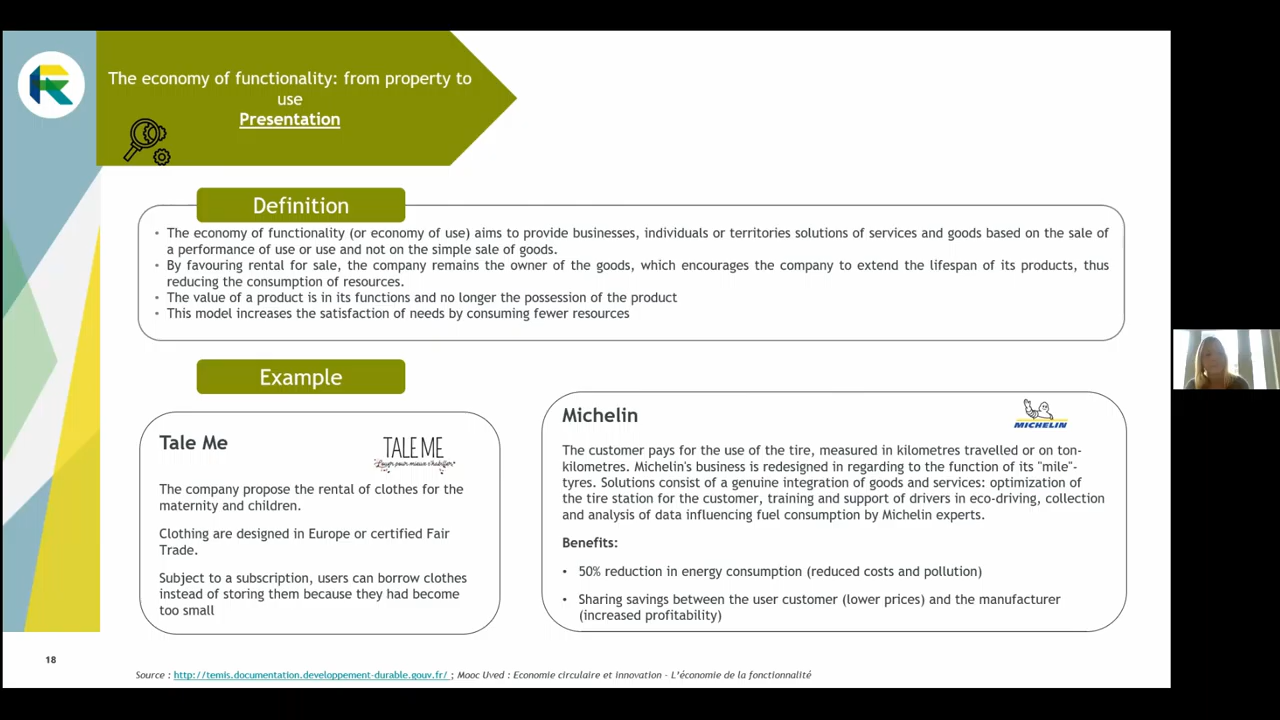 The economy of functionality: from property to
use
Presentation
Definition
• The economy of functionality (or economy of use) aims to provide businesses, individuals or territories solutions of services and goods based on the sale of
a performance of use or use and not on the simple sale of goods.
• By favouring rental for sale, the company remains the owner of the goods, which encourages the company to extend the lifespan of its products, thus
reducing the consumption of resources.
• The value of a product is in its functions and no longer the possession of the product
• This model increases the satisfaction of needs by consuming fewer resources
Example
Tale Me
TALE ME
Louer pour mieux s'habiller
The company propose the rental of clothes for the
maternity and children.
Clothing are designed in Europe or certified Fair
Trade.
Subject to a subscription, users can borrow clothes
instead of storing them because they had become
too small
Michelin
MICHELIN
The customer pays for the use of the tire, measured in kilometres travelled or on ton-
kilometres. Michelin's business is redesigned in regarding to the function of its "mile"-
tyres. Solutions consist of a genuine integration of goods and services: optimization of
the tire station for the customer, training and support of drivers in eco-driving, collection
and analysis of data influencing fuel consumption by Michelin experts.
Benefits:
• 50% reduction in energy consumption (reduced costs and pollution)
• Sharing savings between the user customer (lower prices) and the manufacturer
(increased profitability)
18
Source : http://temis.documentation.developpement-durable.gouv.fr/ ; Mooc Uved : Economie circulaire et innovation - L'économie de la fonctionnalité